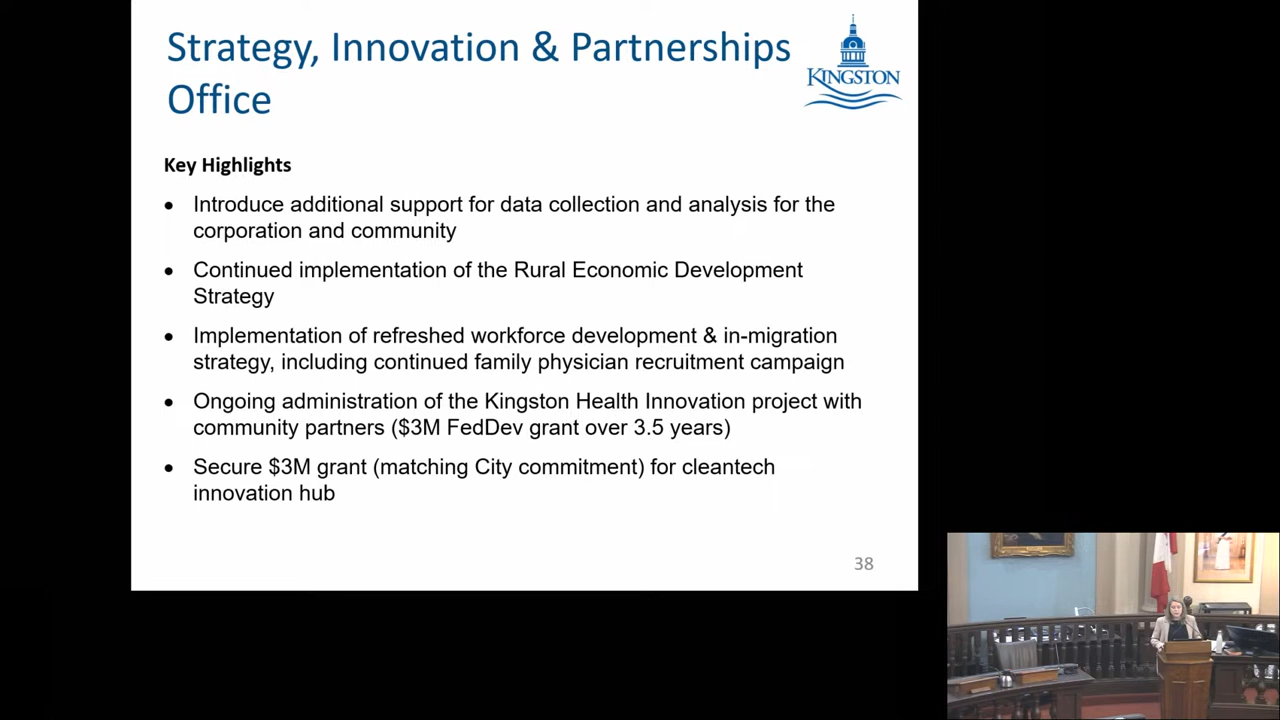 Strategy, Innovation & Partnerships
Office
KINGSTON
Key Highlights
• Introduce additional support for data collection and analysis for the
corporation and community
• Continued implementation of the Rural Economic Development
Strategy
• Implementation of refreshed workforce development & in-migration
strategy, including continued family physician recruitment campaign
• Ongoing administration of the Kingston Health Innovation project with
community partners ($3M FedDev grant over 3.5 years)
• Secure $3M grant (matching City commitment) for cleantech
innovation hub
38